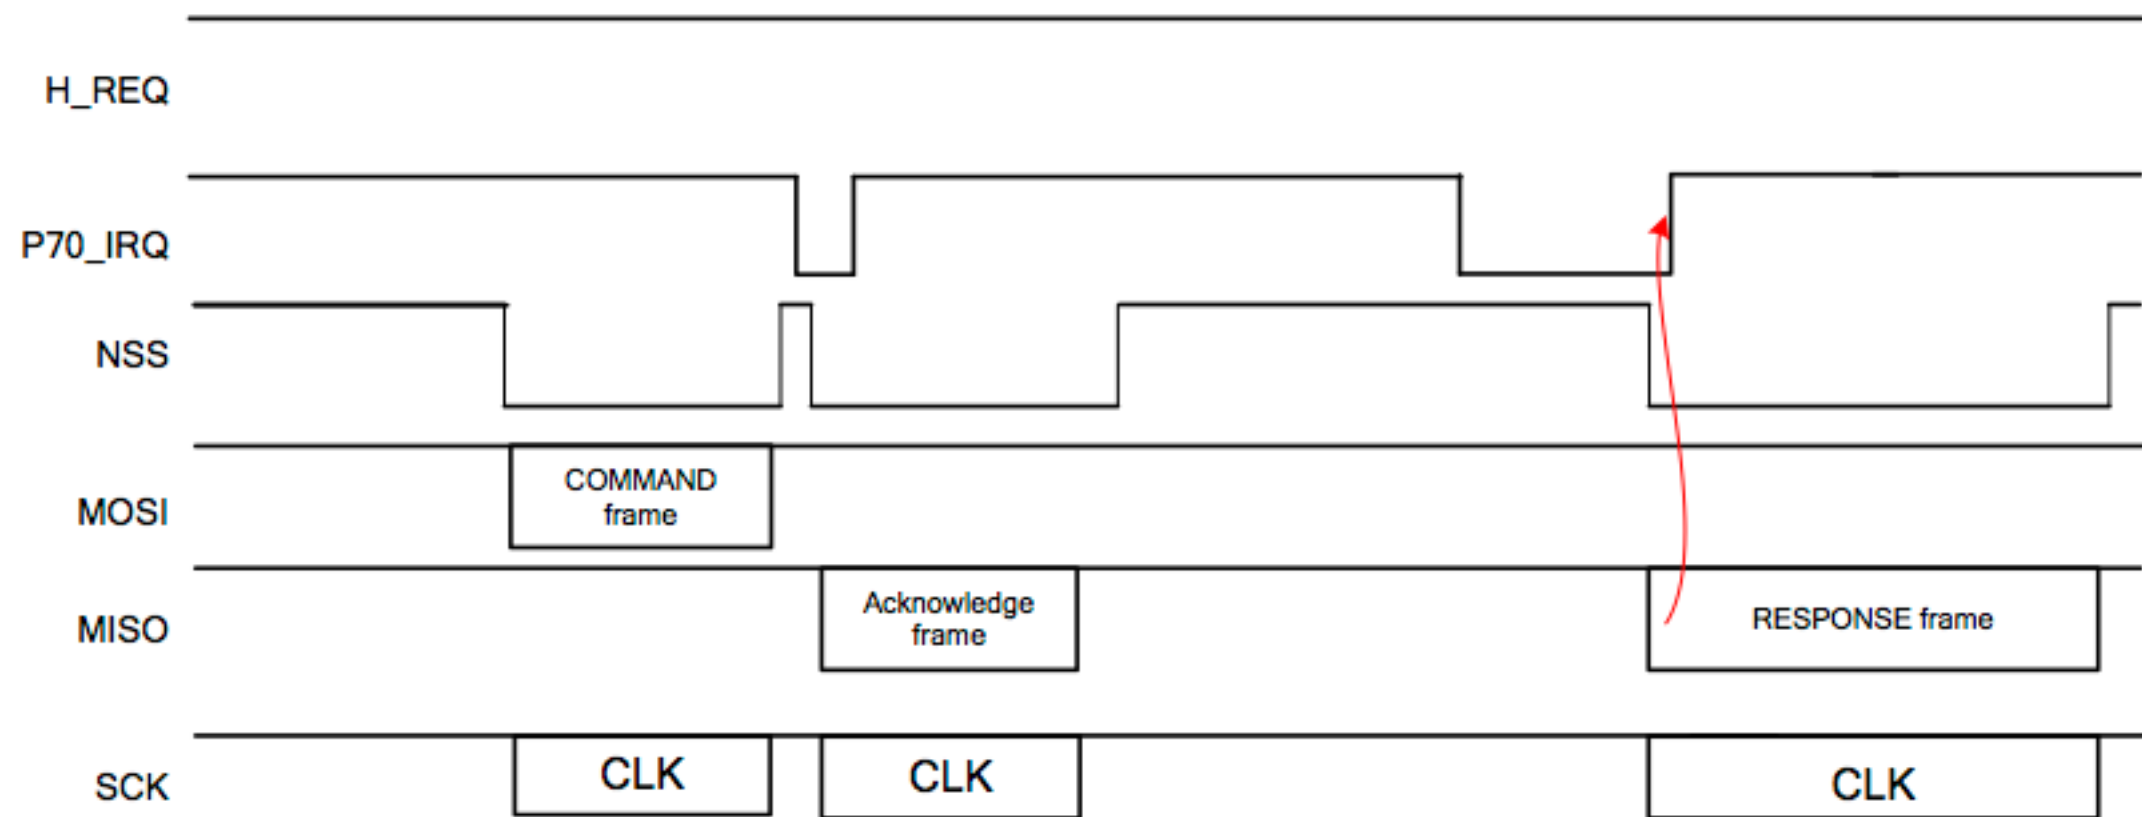 H_REQ
P70_IRQ
NSS
MOSI
COMMAND
frame
MISO
Acknowledge
frame
RESPONSE frame
SCK
CLK
CLK
CLK